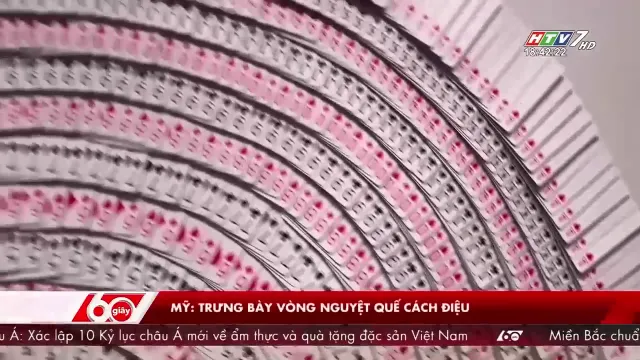 HTV7 HD
18:42:22
60 giây
MỸ: TRƯNG BÀY VÒNG NGUYỆT QUẾ CÁCH ĐIỆU
u Á: Xác lập 10 Kỷ lục châu Á mới về ẩm thực và quà tặng đặc sản Việt Nam
60
Miền Bắc chuẩ